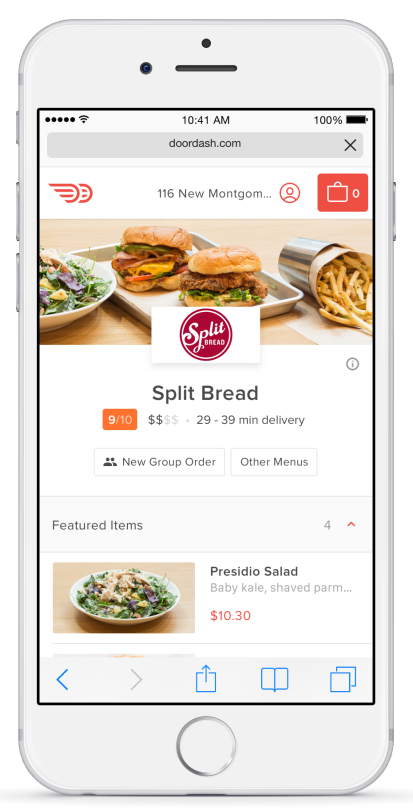 10:41 AM
100%
doordash.com
116 New Montgom...
0
Split
BREAD
Split Bread
9/10
$$$$ • 29 - 39 min delivery
New Group Order
Other Menus
Featured Items
4
Presidio Salad
Baby kale, shaved parm...
$10.30